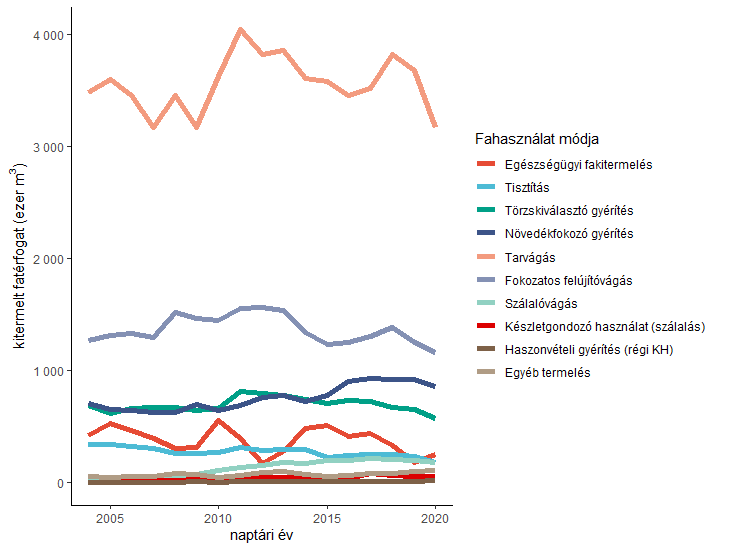 4 000
3 000
2 000
1 000
0
kitermelt fatérfogat (ezer m³)
2005
2010
2015
2020
naptári év
Fahasználat módja
Egészségügyi fakitermelés
Tisztítás
Törzskiválasztó gyérítés
Növedékfokozó gyérítés
Tarvágás
Fokozatos felújítóvágás
Szálalóvágás
Készletgondozó használat (szálalás)
Haszonvételi gyérítés (régi KH)
Egyéb termelés